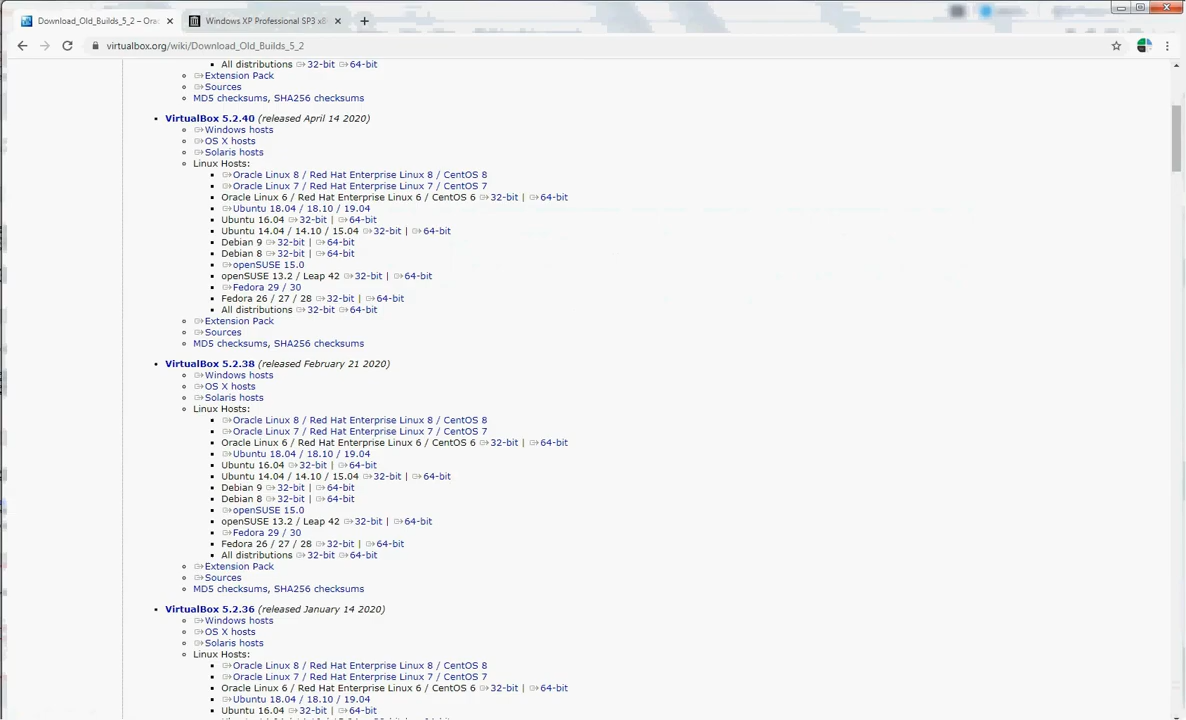 Download_Old_Builds_5_2 – Orac
Windows XP Professional SP3 x86
virtualbox.org/wiki/Download_Old_Builds_5_2
All distributions 32-bit 64-bit
Extension Pack
Sources
MD5 checksums, SHA256 checksums
VirtualBox 5.2.40 (released April 14 2020)
Windows hosts
OS X hosts
Solaris hosts
Linux Hosts:
Oracle Linux 8 / Red Hat Enterprise Linux 8 / CentOS 8
Oracle Linux 7 / Red Hat Enterprise Linux 7 / CentOS 7
Oracle Linux 6 / Red Hat Enterprise Linux 6 / CentOS 6 32-bit | 64-bit
Ubuntu 18.04 / 18.10 / 19.04
Ubuntu 16.04 32-bit | 64-bit
Ubuntu 14.04 / 14.10 / 15.04 32-bit | 64-bit
Debian 9 32-bit | 64-bit
Debian 8 32-bit | 64-bit
openSUSE 15.0
openSUSE 13.2 / Leap 42 32-bit | 64-bit
Fedora 29 / 30
Fedora 26 / 27 / 28 32-bit | 64-bit
All distributions 32-bit 64-bit
Extension Pack
Sources
MD5 checksums, SHA256 checksums
VirtualBox 5.2.38 (released February 21 2020)
Windows hosts
OS X hosts
Solaris hosts
Linux Hosts:
Oracle Linux 8 / Red Hat Enterprise Linux 8 / CentOS 8
Oracle Linux 7 / Red Hat Enterprise Linux 7 / CentOS 7
Oracle Linux 6 / Red Hat Enterprise Linux 6 / CentOS 6 32-bit | 64-bit
Ubuntu 18.04 / 18.10 / 19.04
Ubuntu 16.04 32-bit | 64-bit
Ubuntu 14.04 / 14.10 / 15.04 32-bit | 64-bit
Debian 9 32-bit | 64-bit
Debian 8 32-bit | 64-bit
openSUSE 15.0
openSUSE 13.2 / Leap 42 32-bit | 64-bit
Fedora 29 / 30
Fedora 26 / 27 / 28 32-bit | 64-bit
All distributions 32-bit 64-bit
Extension Pack
Sources
MD5 checksums, SHA256 checksums
VirtualBox 5.2.36 (released January 14 2020)
Windows hosts
OS X hosts
Solaris hosts
Linux Hosts:
Oracle Linux 8 / Red Hat Enterprise Linux 8 / CentOS 8
Oracle Linux 7 / Red Hat Enterprise Linux 7 / CentOS 7
Oracle Linux 6 / Red Hat Enterprise Linux 6 / CentOS 6 32-bit | 64-bit
Ubuntu 18.04 / 18.10 / 19.04
Ubuntu 16.04 32-bit | 64-bit